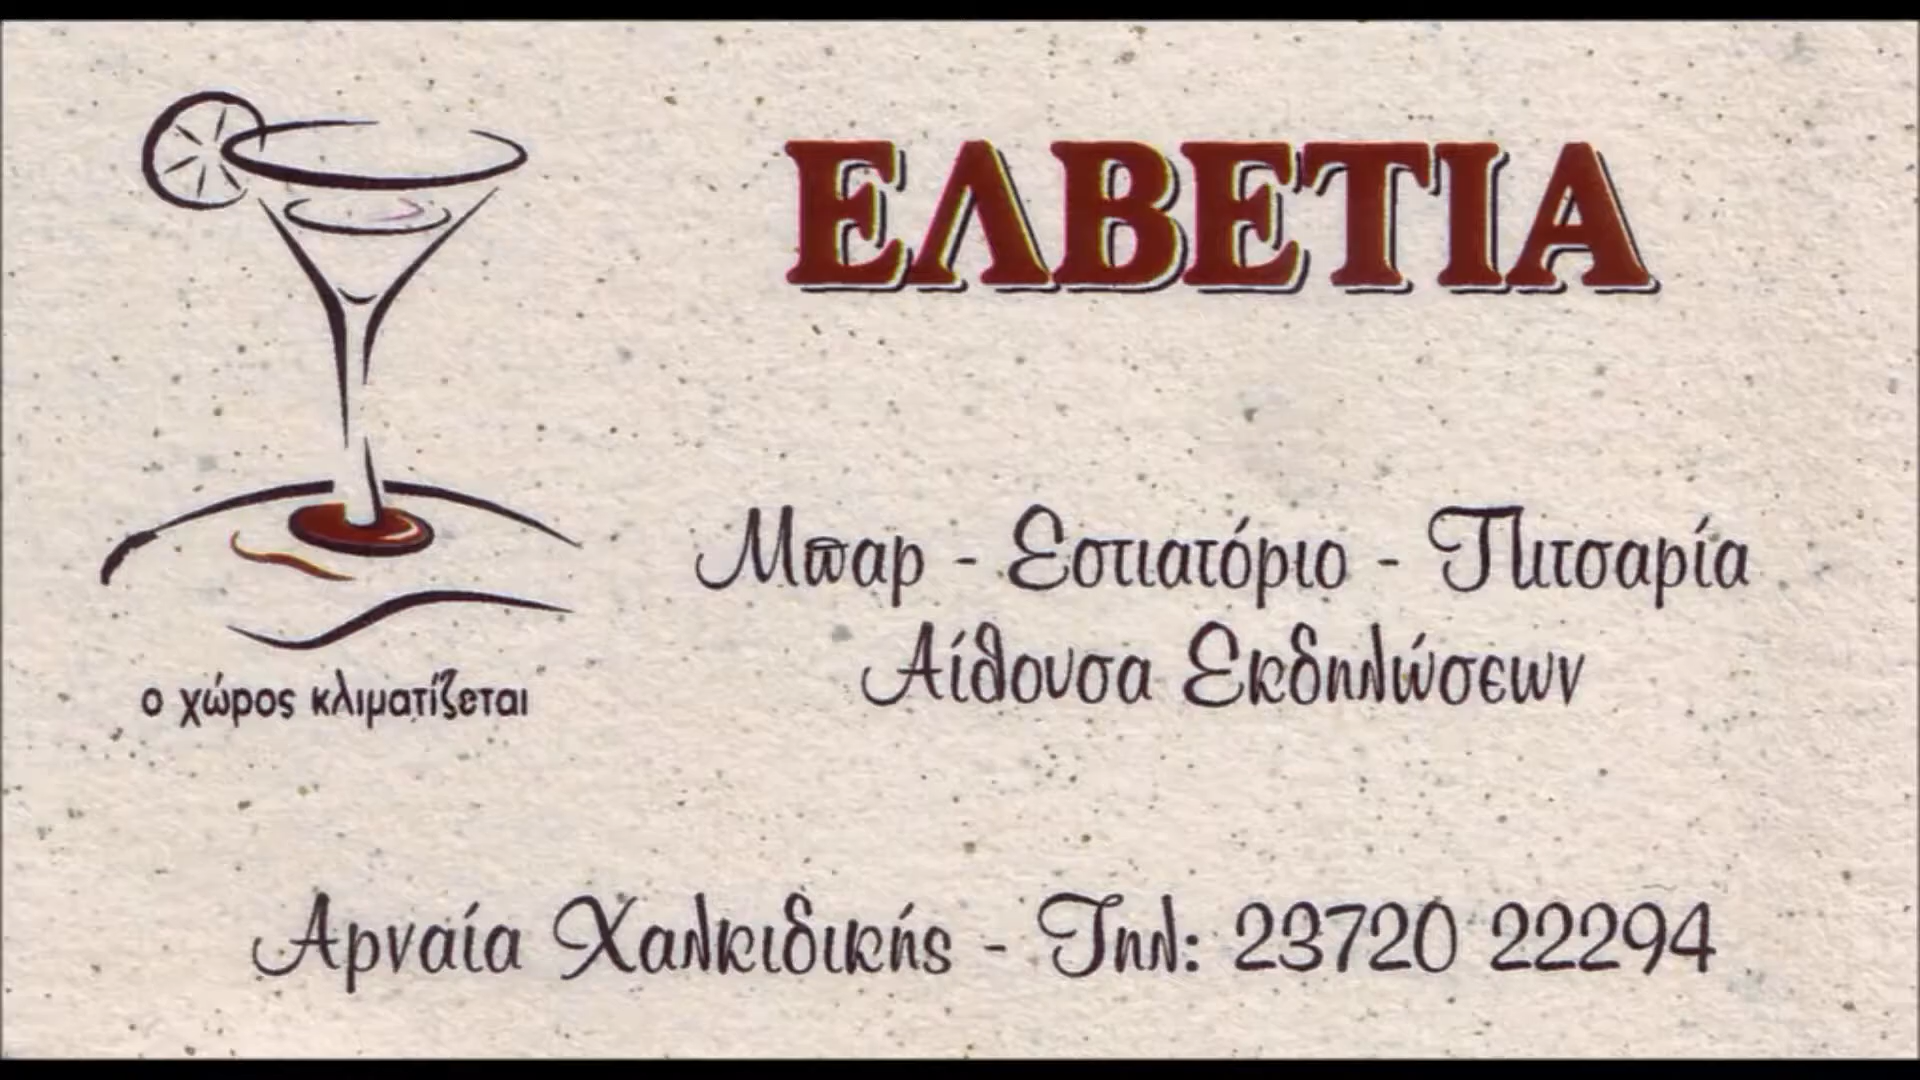 ΕΛΒΕΤΙΑ
Μπαρ - Εστιατόριο - Πιτσαρία
Αίθουσα Εκδηλώσεων
ο χώρος κλιματίζεται
Αρναία Χαλκιδικής - Τηλ: 23720 22294